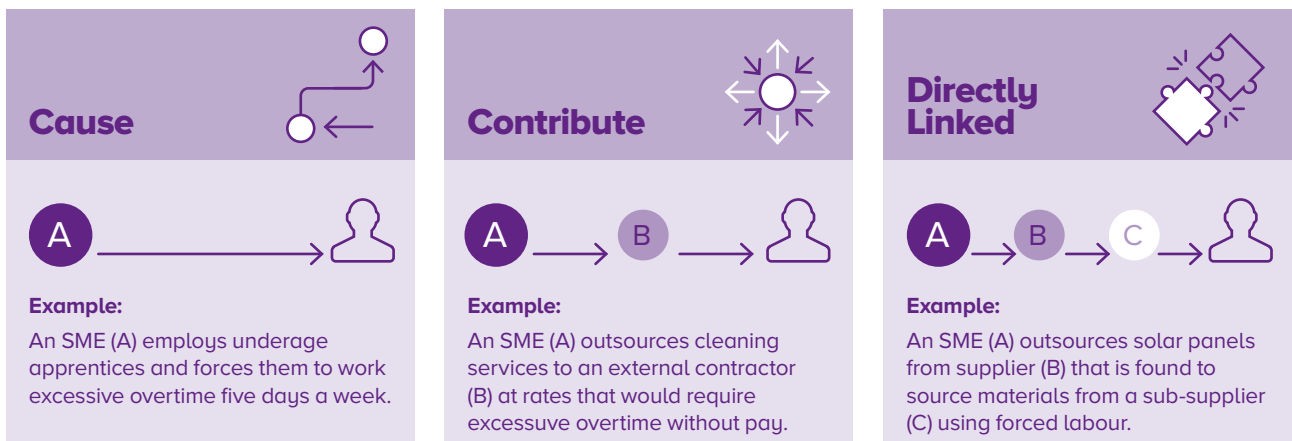 Cause
A
Example:
An SME (A) employs underage
apprentices and forces them to work
excessive overtime five days a week.
Contribute
A
B
Example:
An SME (A) outsources cleaning
services to an external contractor
(B) at rates that would require
excessuve overtime without pay.
Directly
Linked
A
B
C
Example:
An SME (A) outsources solar panels
from supplier (B) that is found to
source materials from a sub-supplier
(C) using forced labour.